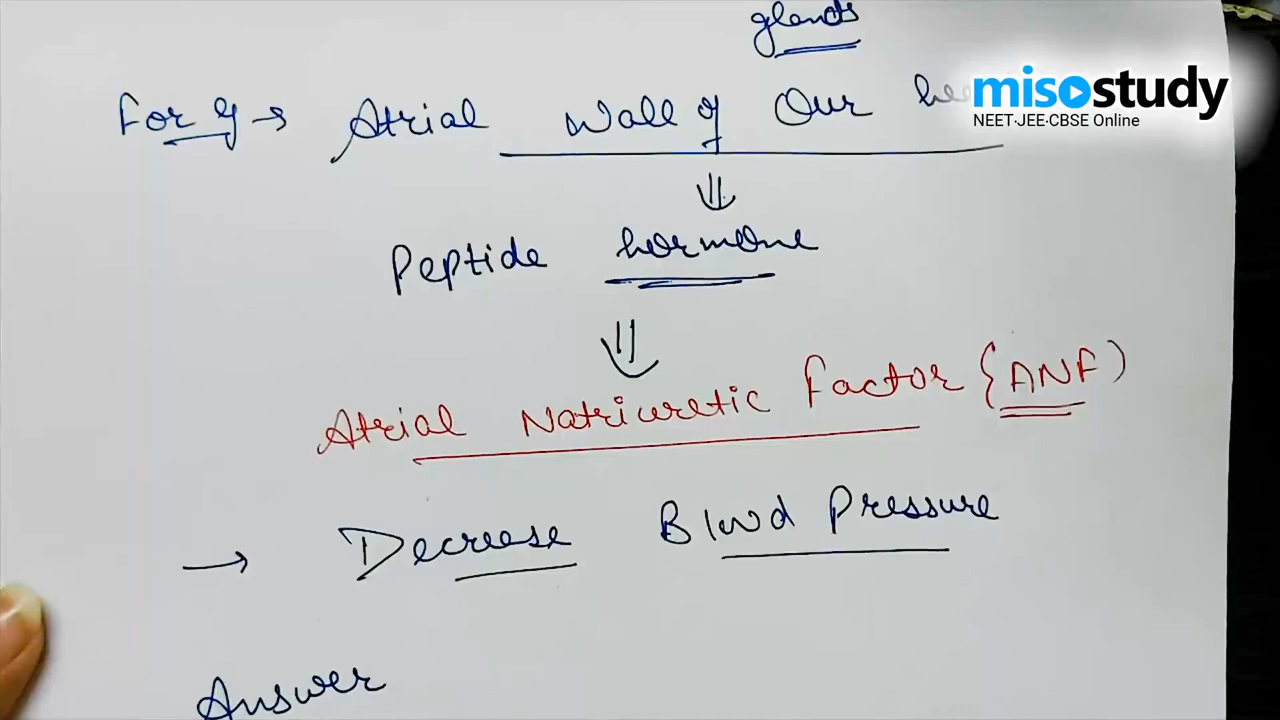 glands
For eg → Atrial Wall of Our
misostudy
NEET·JEE·CBSE Online
⇓
Peptide hormone
⇓
Atrial Natriuretic Factor {ANF)
→ Decrease Blood Pressure
Answer